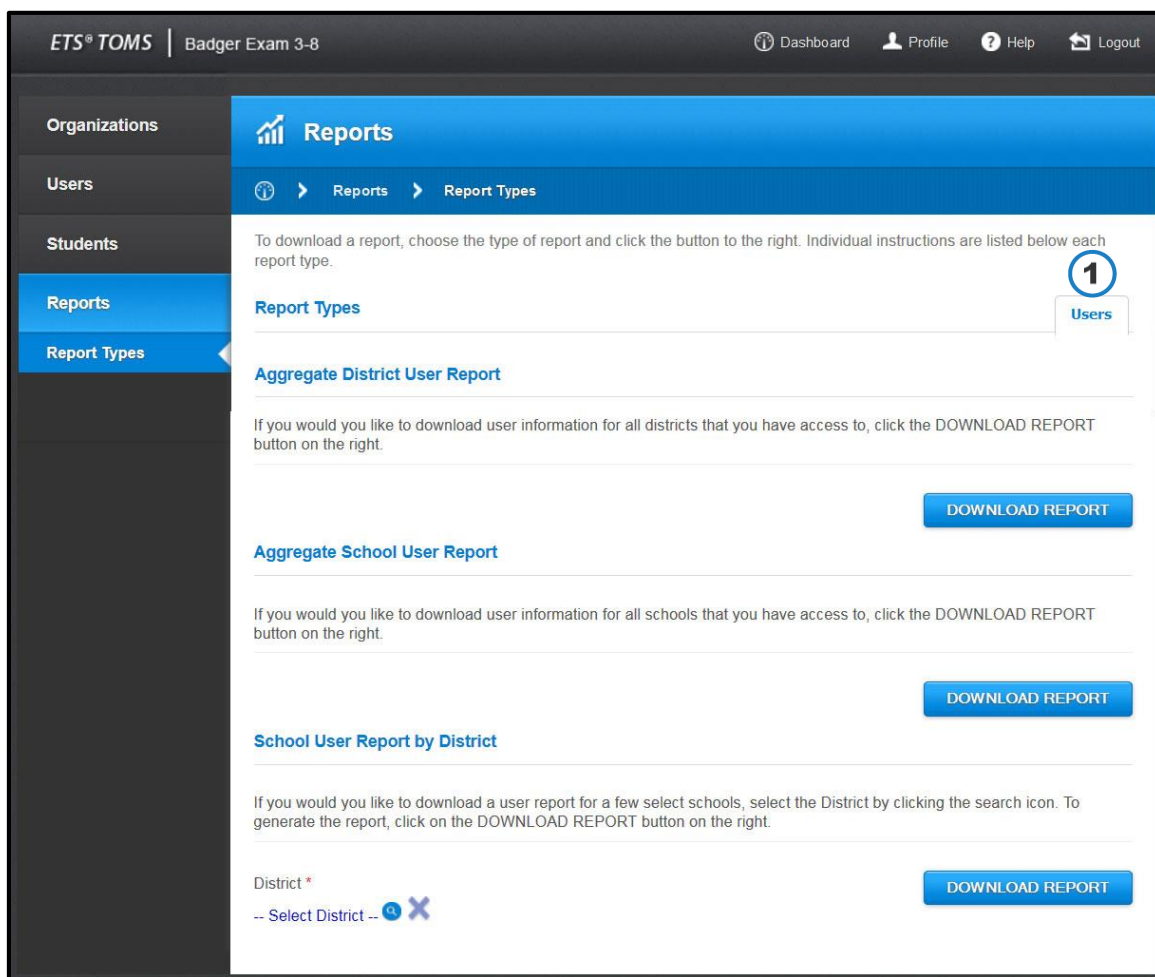 ETS® TOMS | Badger Exam 3-8
Dashboard
Profile
Help
Logout
Organizations
Users
Students
Reports
Report Types
Reports
Reports
Report Types
To download a report, choose the type of report and click the button to the right. Individual instructions are listed below each
report type.
1
Report Types
Users
Aggregate District User Report
If you would you like to download user information for all districts that you have access to, click the DOWNLOAD REPORT
button on the right.
DOWNLOAD REPORT
Aggregate School User Report
If you would you like to download user information for all schools that you have access to, click the DOWNLOAD REPORT
button on the right.
DOWNLOAD REPORT
School User Report by District
If you would you like to download a user report for a few select schools, select the District by clicking the search icon. To
generate the report, click on the DOWNLOAD REPORT button on the right.
District *
-- Select District --
DOWNLOAD REPORT